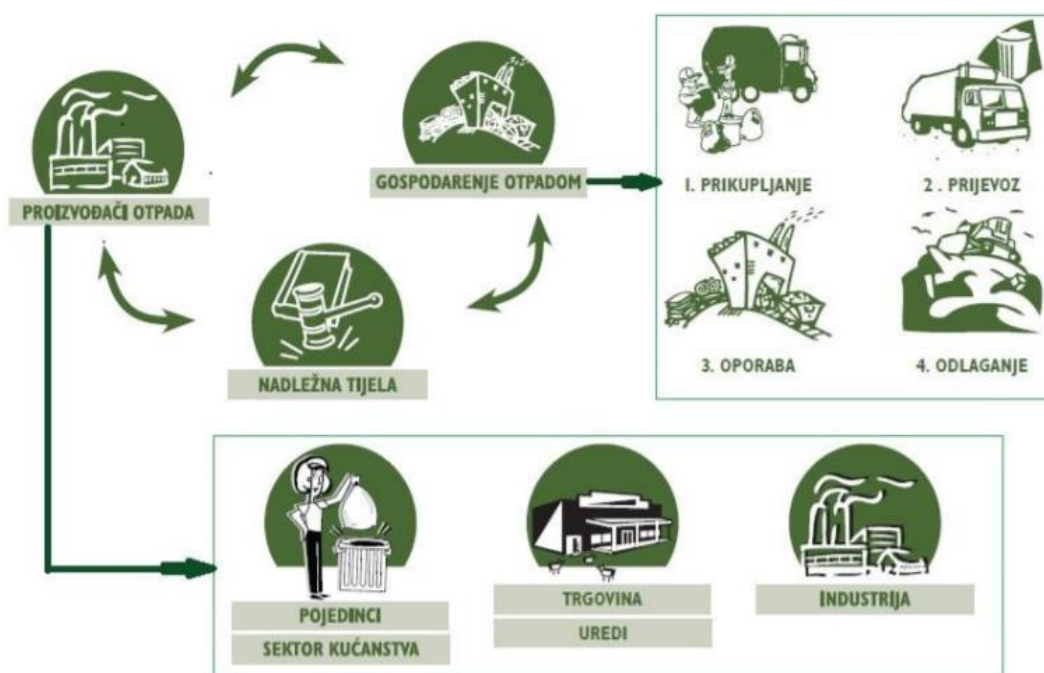 PROIZVOĐAČI OTPADA
GOSPODARENJE OTPADOM
NADLEŽNA TIJELA
1. PRIKUPLJANJE
2 . PRIJEVOZ
3. OPORABA
4. ODLAGANJE
POJEDINCI
SEKTOR KUĆANSTVA
TRGOVINA
UREDI
INDUSTRIJA